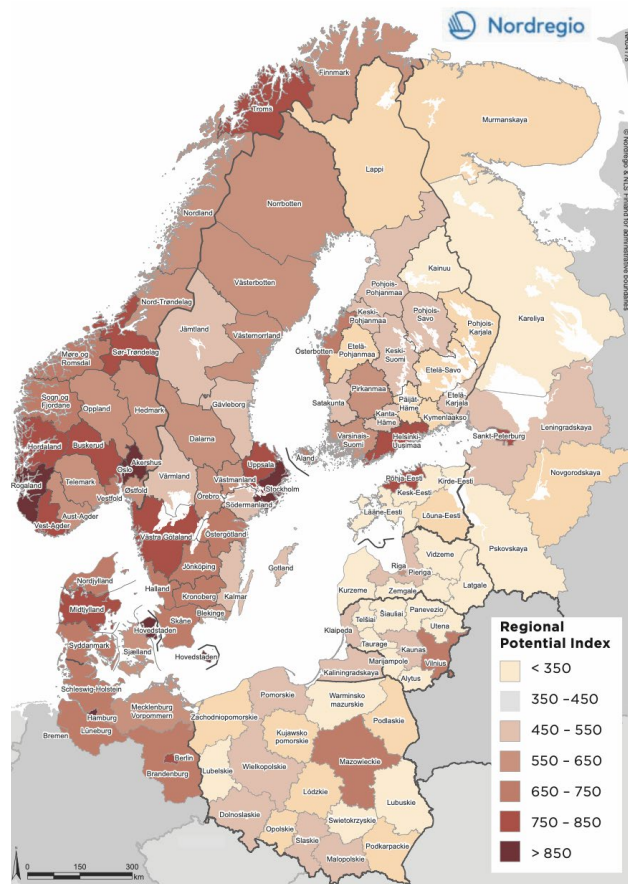 Nordregio
NR04178
© Nordregio & NLS Finland for administrative boundaries
Finnmark
Troms
Murmanskaya
Lappi
Nordland
Norrbotten
Kareliya
Västerbotten
Kainuu
Pohjois-
Pohjanmaa
Nord-Trøndelag
Jämtland
Västernorrland
Keski-
Pohjanmaa
Pohjois-
Savo
Pohjois-
Karjala
Sør-Trøndelag
Österbotten
Etelä-
Pohjanmaa
Møre og
Romsdal
Keski-
Suomi
Etelä-Savo
Sogn og
Fjordane
Oppland
Hedmark
Gävleborg
Satakunta
Pirkanmaa
Päijät-
Häme
Etelä-
Karjala
Dalarna
Kanta-
Häme
Kymenlaakso
Leningradskaya
Hordaland
Buskerud
Akershus
Oslo
Uppsala
Åland
Varsinais-
Suomi
Helsinki-
Uusimaa
Sankt-Peterburg
Rogaland
Telemark
Vestfold
Østfold
Värmland
Västmanland
Stockholm
Örebro
Södermanland
Aust-Agder
Vest-Agder
Põhja-Eesti
Kirde-Eesti
Kesk-Eesti
Novgorodskaya
Lääne-Eesti
Lõuna-Eesti
Västra Götaland
Östergötland
Pskovskaya
Gotland
Jönköping
Vidzeme
Nordjylland
Halland
Kronoberg
Kalmar
Riga
Pieriga
Latgale
Kurzeme
Zemgale
Midtjylland
Blekinge
Skåne
Hovedstaden
Šiauliai
Panevezio
Telšiai
Utena
Klaipeda
Syddanmark
Sjælland
Hovedstaden
Taurage
Kaunas
Vilnius
Marijampole
Kaliningradskaya
Alytus
Schleswig-Holstein
Pomorskie
Warminsko
mazurskie
Hamburg
Mecklenburg
Vorpommern
Zachodniopomorskie
Podlaskie
Bremen
Lüneburg
Kujawsko
pomorskie
Berlin
Brandenburg
Mazowieckie
Lubelskie
Wielkopolskie
Lódzkie
Lubuskie
Dolnoslaskie
Swietokrzyskie
Opolskie
Slaskie
Podkarpackie
Malopolskie
Regional
Potential Index
< 350
350 – 450
450 – 550
550 – 650
650 – 750
750 – 850
> 850
0 150 300
km